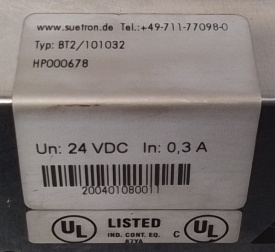 www.suetron.de Tel.:+49-711-77098-0
Typ: BT2/101032
HP000678
Un: 24 VDC In: 0,3 A
200401080011
UL LISTED C UL
IND. CONT. EQ.
87YA